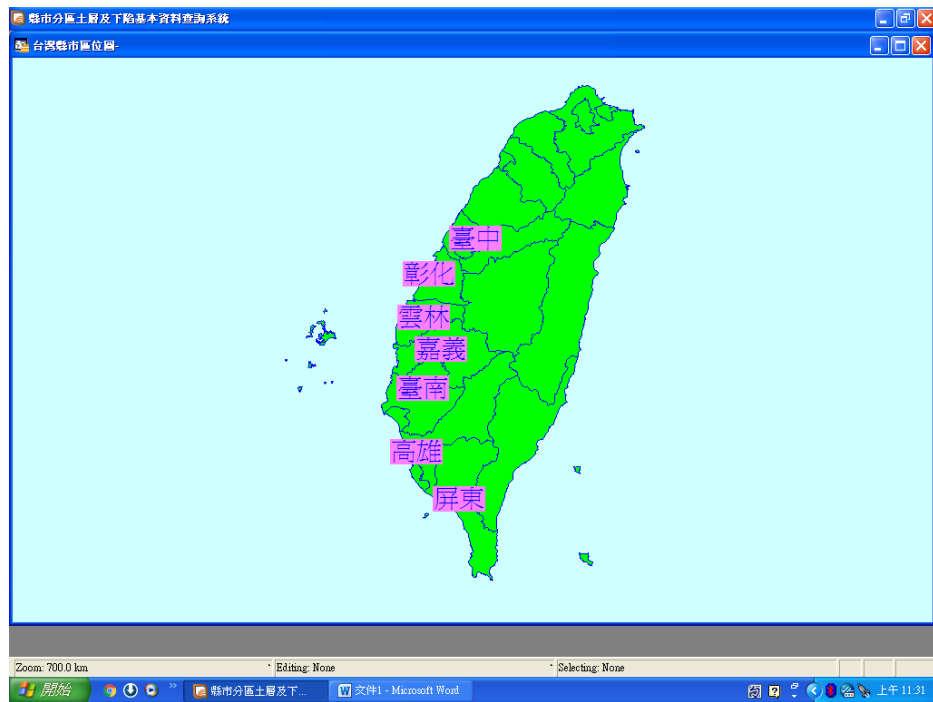 縣市分區土層及下陷基本資料查詢系統
台灣縣市區位圖-
臺中
彰化
雲林
嘉義
臺南
高雄
屏東
Zoom: 700.0 km
Editing: None
Selecting: None
開始
縣市分區土層及下...
文件1 - Microsoft Word
上午 11:31